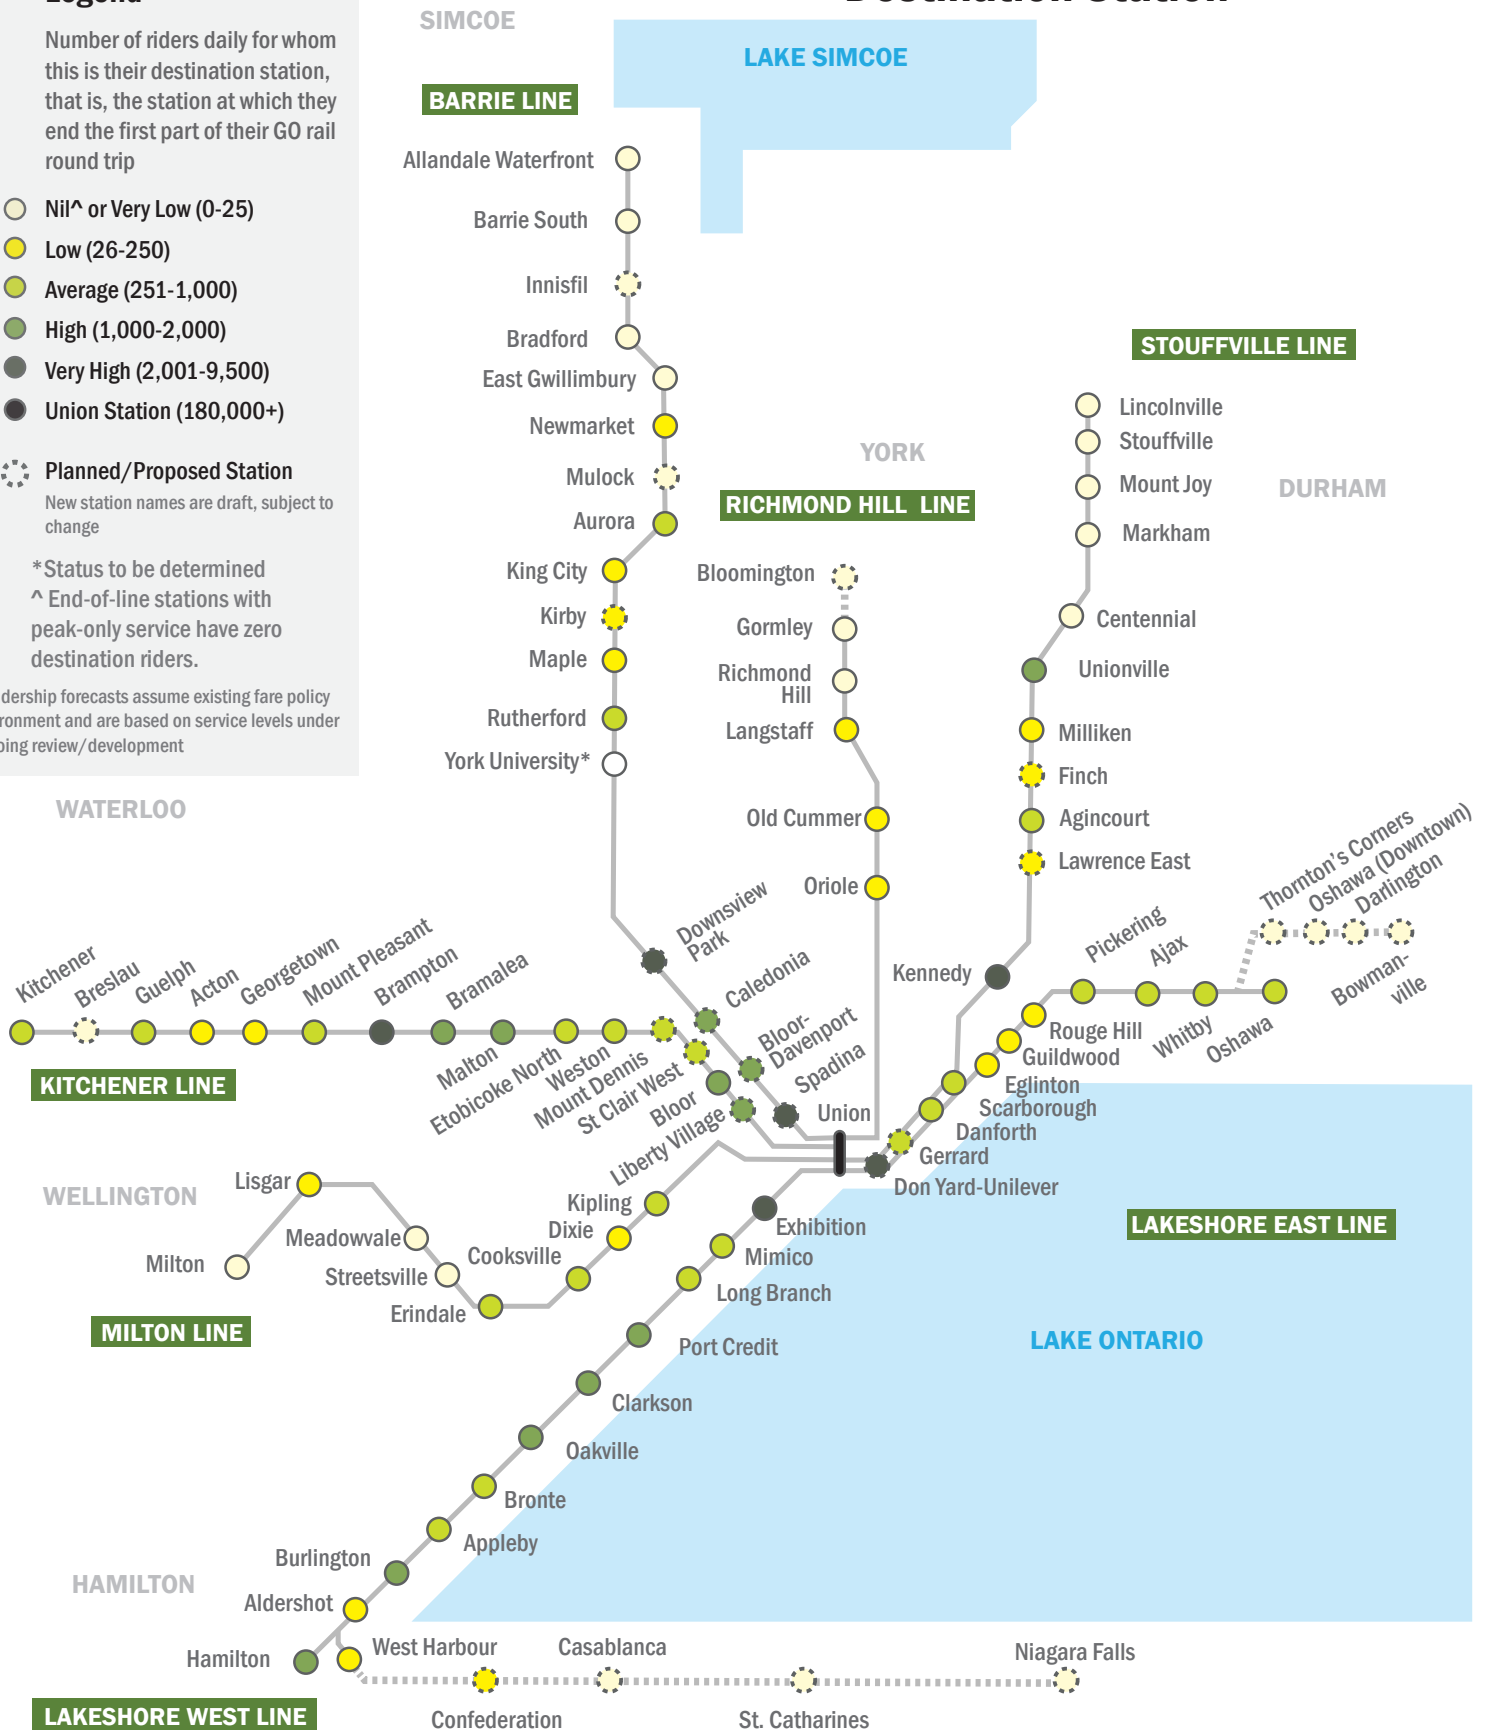 Legend
Destination Station
Number of riders daily for whom
this is their destination station,
that is, the station at which they
end the first part of their GO rail
round trip
Nil^ or Very Low (0-25)
Low (26-250)
Average (251-1,000)
High (1,000-2,000)
Very High (2,001-9,500)
Union Station (180,000+)
Planned/Proposed Station
New station names are draft, subject to
change
*Status to be determined
^ End-of-line stations with
peak-only service have zero
destination riders.
dership forecasts assume existing fare policy
ronment and are based on service levels under
oing review/development
SIMCOE
LAKE SIMCOE
BARRIE LINE
Allandale Waterfront
Barrie South
Innisfil
Bradford
East Gwillimbury
Newmarket
Mulock
Aurora
King City
Kirby
Maple
Rutherford
York University*
Downsview
Park
Caledonia
Bloor-
Davenport
Spadina
YORK
RICHMOND HILL LINE
Bloomington
Gormley
Richmond
Hill
Langstaff
Old Cummer
Oriole
STOUFFVILLE LINE
Lincolnville
Stouffville
Mount Joy
Markham
DURHAM
Centennial
Unionville
Milliken
Finch
Agincourt
Lawrence East
Kennedy
Thornton's Corners
Oshawa (Downtown)
Darlington
Bowman-
ville
Pickering
Ajax
Whitby
Oshawa
Rouge Hill
Guildwood
Eglinton
Scarborough
Danforth
Gerrard
Don Yard-Unilever
LAKESHORE EAST LINE
WATERLOO
Kitchener
Breslau
Guelph
Acton
Georgetown
Mount Pleasant
Brampton
Bramalea
Malton
Etobicoke North
Weston
Mount Dennis
St Clair West
Bloor
Liberty Village
Union
KITCHENER LINE
WELLINGTON
Lisgar
Milton
Meadowvale
Streetsville
Erindale
Cooksville
Dixie
Kipling
MILTON LINE
Exhibition
Mimico
Long Branch
Port Credit
Clarkson
Oakville
Bronte
Appleby
Burlington
Aldershot
Hamilton
LAKE ONTARIO
HAMILTON
West Harbour
Confederation
Casablanca
St. Catharines
Niagara Falls
LAKESHORE WEST LINE